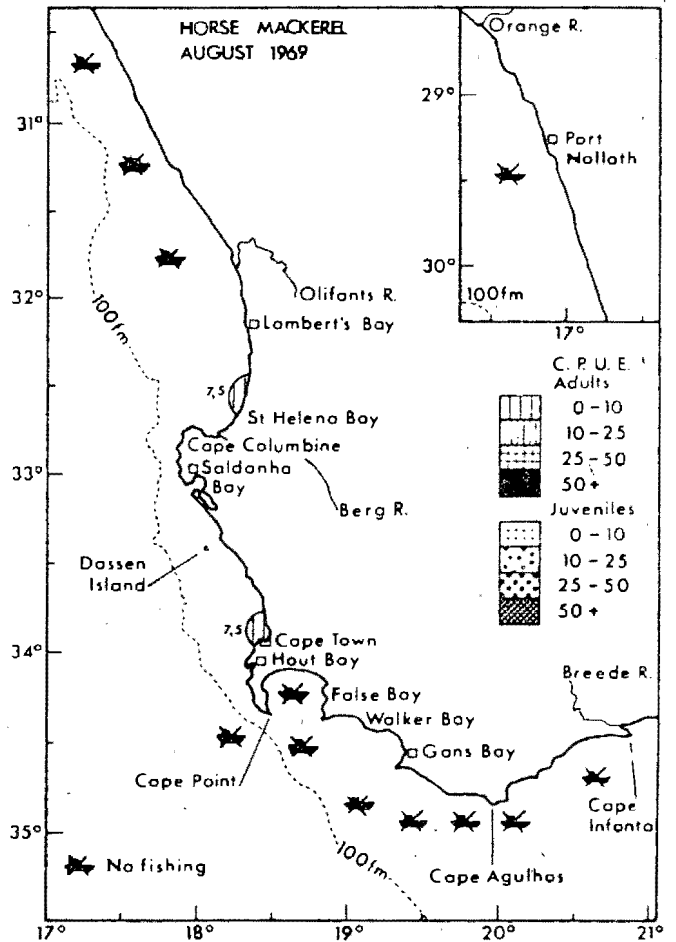 HORSE MACKEREL
AUGUST 1969
Orange R.
29°
Port
Nolloth
30°
100fm
17°
31°
32°
33°
34°
35°
100fm
Olifants R.
Lambert's Bay
7,5
St Helena Bay
Cape Columbine
Saldanha
Bay
Berg R.
Dassen
Island
7,5
Cape Town
Hout Bay
False Bay
Walker Bay
Gans Bay
Breede R.
Cape Point
Cape
Infanta
Cape Agulhas
100fm
No fishing
C. P. U. E.
Adults
0-10
10-25
25-50
50+
Juveniles
0-10
10-25
25-50
50+
17°
18°
19°
20°
21°